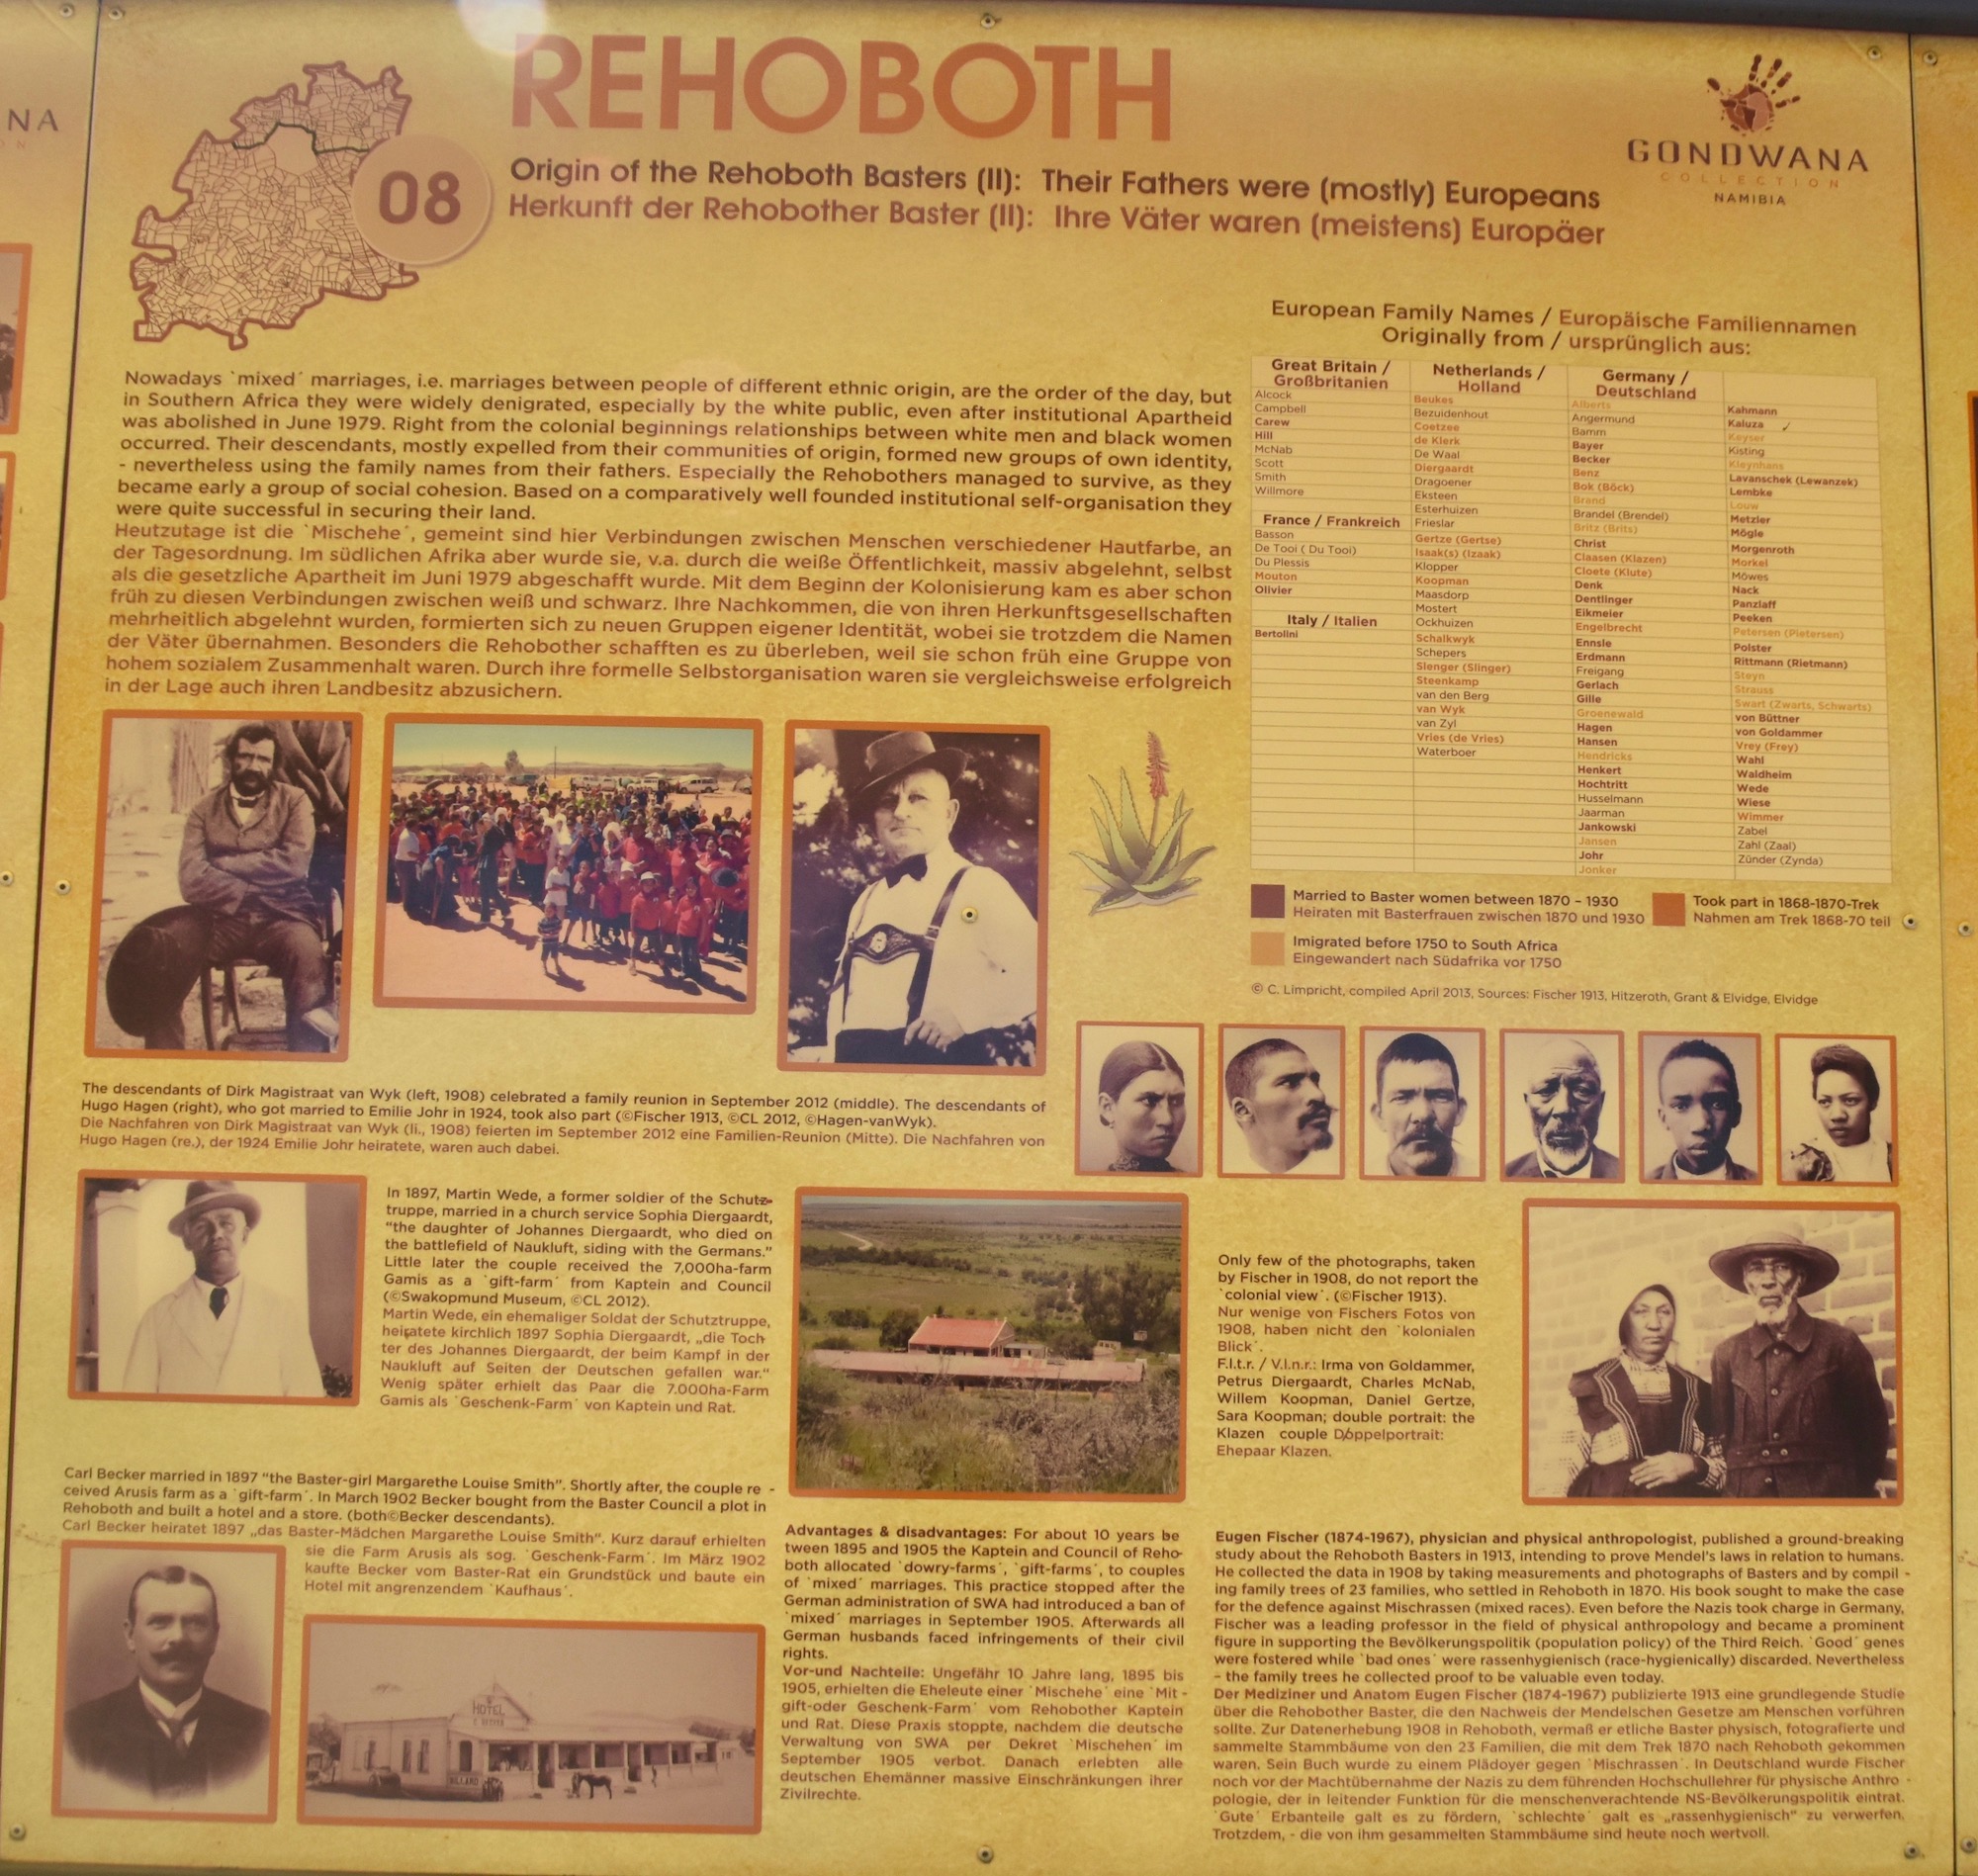 NA
REHOBOTH
08
Origin of the Rehoboth Basters (II): Their Fathers were (mostly) Europeans
Herkunft der Rehobother Baster (II): Ihre Väter waren (meistens) Europäer
GONDWANA
COLLECTION
NAMIBIA
Nowadays `mixed´ marriages, i.e. marriages between people of different ethnic origin, are the order of the day, but
in Southern Africa they were widely denigrated, especially by the white public, even after institutional Apartheid
was abolished in June 1979. Right from the colonial beginnings relationships between white men and black women
occurred. Their descendants, mostly expelled from their communities of origin, formed new groups of own identity,
- nevertheless using the family names from their fathers. Especially the Rehobothers managed to survive, as they
became early a group of social cohesion. Based on a comparatively well founded institutional self-organisation they
were quite successful in securing their land.
Heutzutage ist die `Mischehe´, gemeint sind hier Verbindungen zwischen Menschen verschiedener Hautfarbe, an
der Tagesordnung. Im südlichen Afrika aber wurde sie, v.a. durch die weiße Öffentlichkeit, massiv abgelehnt, selbst
als die gesetzliche Apartheit im Juni 1979 abgeschafft wurde. Mit dem Beginn der Kolonisierung kam es aber schon
früh zu diesen Verbindungen zwischen weiß und schwarz. Ihre Nachkommen, die von ihren Herkunftsgesellschaften
mehrheitlich abgelehnt wurden, formierten sich zu neuen Gruppen eigener Identität, wobei sie trotzdem die Namen
der Väter übernahmen. Besonders die Rehobother schafften es zu überleben, weil sie schon früh eine Gruppe von
hohem sozialem Zusammenhalt waren. Durch ihre formelle Selbstorganisation waren sie vergleichsweise erfolgreich
in der Lage auch ihren Landbesitz abzusichern.
European Family Names / Europäische Familiennamen
Originally from / ursprünglich aus:
Great Britain /
Großbritanien
Alcock
Campbell
Carew
Hill
McNab
Scott
Smith
Willmore
France / Frankreich
Basson
De Tooi ( Du Tooi)
Du Plessis
Mouton
Olivier
Italy / Italien
Bertolini
Netherlands /
Holland
Beukes
Bezuidenhout
Coetzee
de Klerk
De Waal
Diergaardt
Dragoener
Eksteen
Esterhuizen
Frieslar
Gertze (Gertse)
Isaak(s) (Izaak)
Klopper
Koopman
Maasdorp
Mostert
Ockhuizen
Schalkwyk
Schepers
Slenger (Slinger)
Steenkamp
van den Berg
van Wyk
van Zyl
Vries (de Vries)
Waterboer
Germany /
Deutschland
Alberts
Angermund
Bamm
Bayer
Becker
Benz
Bok (Böck)
Brand
Brandel (Brendel)
Britz (Brits)
Christ
Claasen (Klazen)
Cloete (Klute)
Denk
Dentlinger
Eikmeier
Engelbrecht
Ennsle
Erdmann
Freigang
Gerlach
Gille
Groenewald
Hagen
Hansen
Hendricks
Henkert
Hochtritt
Husselmann
Jaarman
Jankowski
Jansen
Johr
Jonker
Kahmann
Kaluza ✓
Keyser
Kisting
Kleynhans
Lavanschek (Lewanzek)
Lembke
Louw
Metzler
Mögle
Morgenroth
Morkel
Möwes
Nack
Panzlaff
Peeken
Petersen (Pietersen)
Polster
Rittmann (Rietmann)
Steyn
Strauss
Swart (Zwarts, Schwarts)
von Büttner
von Goldammer
Vrey (Frey)
Wahl
Waldheim
Wede
Wiese
Wimmer
Zabel
Zahl (Zaal)
Zünder (Zynda)
Married to Baster women between 1870 – 1930
Heiraten mit Basterfrauen zwischen 1870 und 1930
Took part in 1868-1870-Trek
Nahmen am Trek 1868-70 teil
Imigrated before 1750 to South Africa
Eingewandert nach Südafrika vor 1750
© C. Limpricht, compiled April 2013, Sources: Fischer 1913, Hitzeroth, Grant & Elvidge, Elvidge
The descendants of Dirk Magistraat van Wyk (left, 1908) celebrated a family reunion in September 2012 (middle). The descendants of
Hugo Hagen (right), who got married to Emilie Johr in 1924, took also part (©Fischer 1913, ©CL 2012, ©Hagen-vanWyk).
Die Nachfahren von Dirk Magistraat van Wyk (li., 1908) feierten im September 2012 eine Familien-Reunion (Mitte). Die Nachfahren von
Hugo Hagen (re.), der 1924 Emilie Johr heiratete, waren auch dabei.
In 1897, Martin Wede, a former soldier of the Schutz-
truppe, married in a church service Sophia Diergaardt,
"the daughter of Johannes Diergaardt, who died on
the battlefield of Naukluft, siding with the Germans."
Little later the couple received the 7,000ha-farm
Gamis as a `gift-farm´ from Kaptein and Council
(©Swakopmund Museum, ©CL 2012).
Martin Wede, ein ehemaliger Soldat der Schutztruppe,
heiratete kirchlich 1897 Sophia Diergaardt, „die Toch-
ter des Johannes Diergaardt, der beim Kampf in der
Naukluft auf Seiten der Deutschen gefallen war."
Wenig später erhielt das Paar die 7.000ha-Farm
Gamis als `Geschenk-Farm´ von Kaptein und Rat.
Only few of the photographs, taken
by Fischer in 1908, do not report the
`colonial view´. (©Fischer 1913).
Nur wenige von Fischers Fotos von
1908, haben nicht den `kolonialen
Blick´.
F.l.t.r. / V.l.n.r.: Irma von Goldammer,
Petrus Diergaardt, Charles McNab,
Willem Koopman, Daniel Gertze,
Sara Koopman; double portrait: the
Klazen couple Doppelportrait:
Ehepaar Klazen.
Carl Becker married in 1897 "the Baster-girl Margarethe Louise Smith". Shortly after, the couple re -
ceived Arusis farm as a `gift-farm´. In March 1902 Becker bought from the Baster Council a plot in
Rehoboth and built a hotel and a store. (both©Becker descendants).
Carl Becker heiratet 1897 „das Baster-Mädchen Margarethe Louise Smith". Kurz darauf erhielten
sie die Farm Arusis als sog. `Geschenk-Farm´. Im März 1902
kaufte Becker vom Baster-Rat ein Grundstück und baute ein
Hotel mit angrenzendem `Kaufhaus´.
HOTEL
BILLARD
Advantages & disadvantages: For about 10 years be
tween 1895 and 1905 the Kaptein and Council of Reho-
both allocated `dowry-farms´, `gift-farms´, to couples
of `mixed´ marriages. This practice stopped after the
German administration of SWA had introduced a ban of
`mixed´ marriages in September 1905. Afterwards all
German husbands faced infringements of their civil
rights.
Vor-und Nachteile: Ungefähr 10 Jahre lang, 1895 bis
1905, erhielten die Eheleute einer `Mischehe´ eine `Mit -
gift-oder Geschenk-Farm´ vom Rehobother Kaptein
und Rat. Diese Praxis stoppte, nachdem die deutsche
Verwaltung von SWA per Dekret `Mischehen´ im
September 1905 verbot. Danach erlebten alle
deutschen Ehemänner massive Einschränkungen ihrer
Zivilrechte.
Eugen Fischer (1874-1967), physician and physical anthropologist, published a ground-breaking
study about the Rehoboth Basters in 1913, intending to prove Mendel's laws in relation to humans.
He collected the data in 1908 by taking measurements and photographs of Basters and by compil -
ing family trees of 23 families, who settled in Rehoboth in 1870. His book sought to make the case
for the defence against Mischrassen (mixed races). Even before the Nazis took charge in Germany,
Fischer was a leading professor in the field of physical anthropology and became a prominent
figure in supporting the Bevölkerungspolitik (population policy) of the Third Reich. `Good´ genes
were fostered while `bad ones´ were rassenhygienisch (race-hygienically) discarded. Nevertheless
– the family trees he collected proof to be valuable even today.
Der Mediziner und Anatom Eugen Fischer (1874-1967) publizierte 1913 eine grundlegende Studie
über die Rehobother Baster, die den Nachweis der Mendelschen Gesetze am Menschen vorführen
sollte. Zur Datenerhebung 1908 in Rehoboth, vermaß er etliche Baster physisch, fotografierte und
sammelte Stammbäume von den 23 Familien, die mit dem Trek 1870 nach Rehoboth gekommen
waren. Sein Buch wurde zu einem Plädoyer gegen `Mischrassen´. In Deutschland wurde Fischer
noch vor der Machtübernahme der Nazis zu dem führenden Hochschullehrer für physische Anthro -
pologie, der in leitender Funktion für die menschenverachtende NS-Bevölkerungspolitik eintrat.
`Gute´ Erbanteile galt es zu fördern, `schlechte´ galt es „rassenhygienisch" zu verwerfen.
Trotzdem, - die von ihm gesammelten Stammbäume sind heute noch wertvoll.